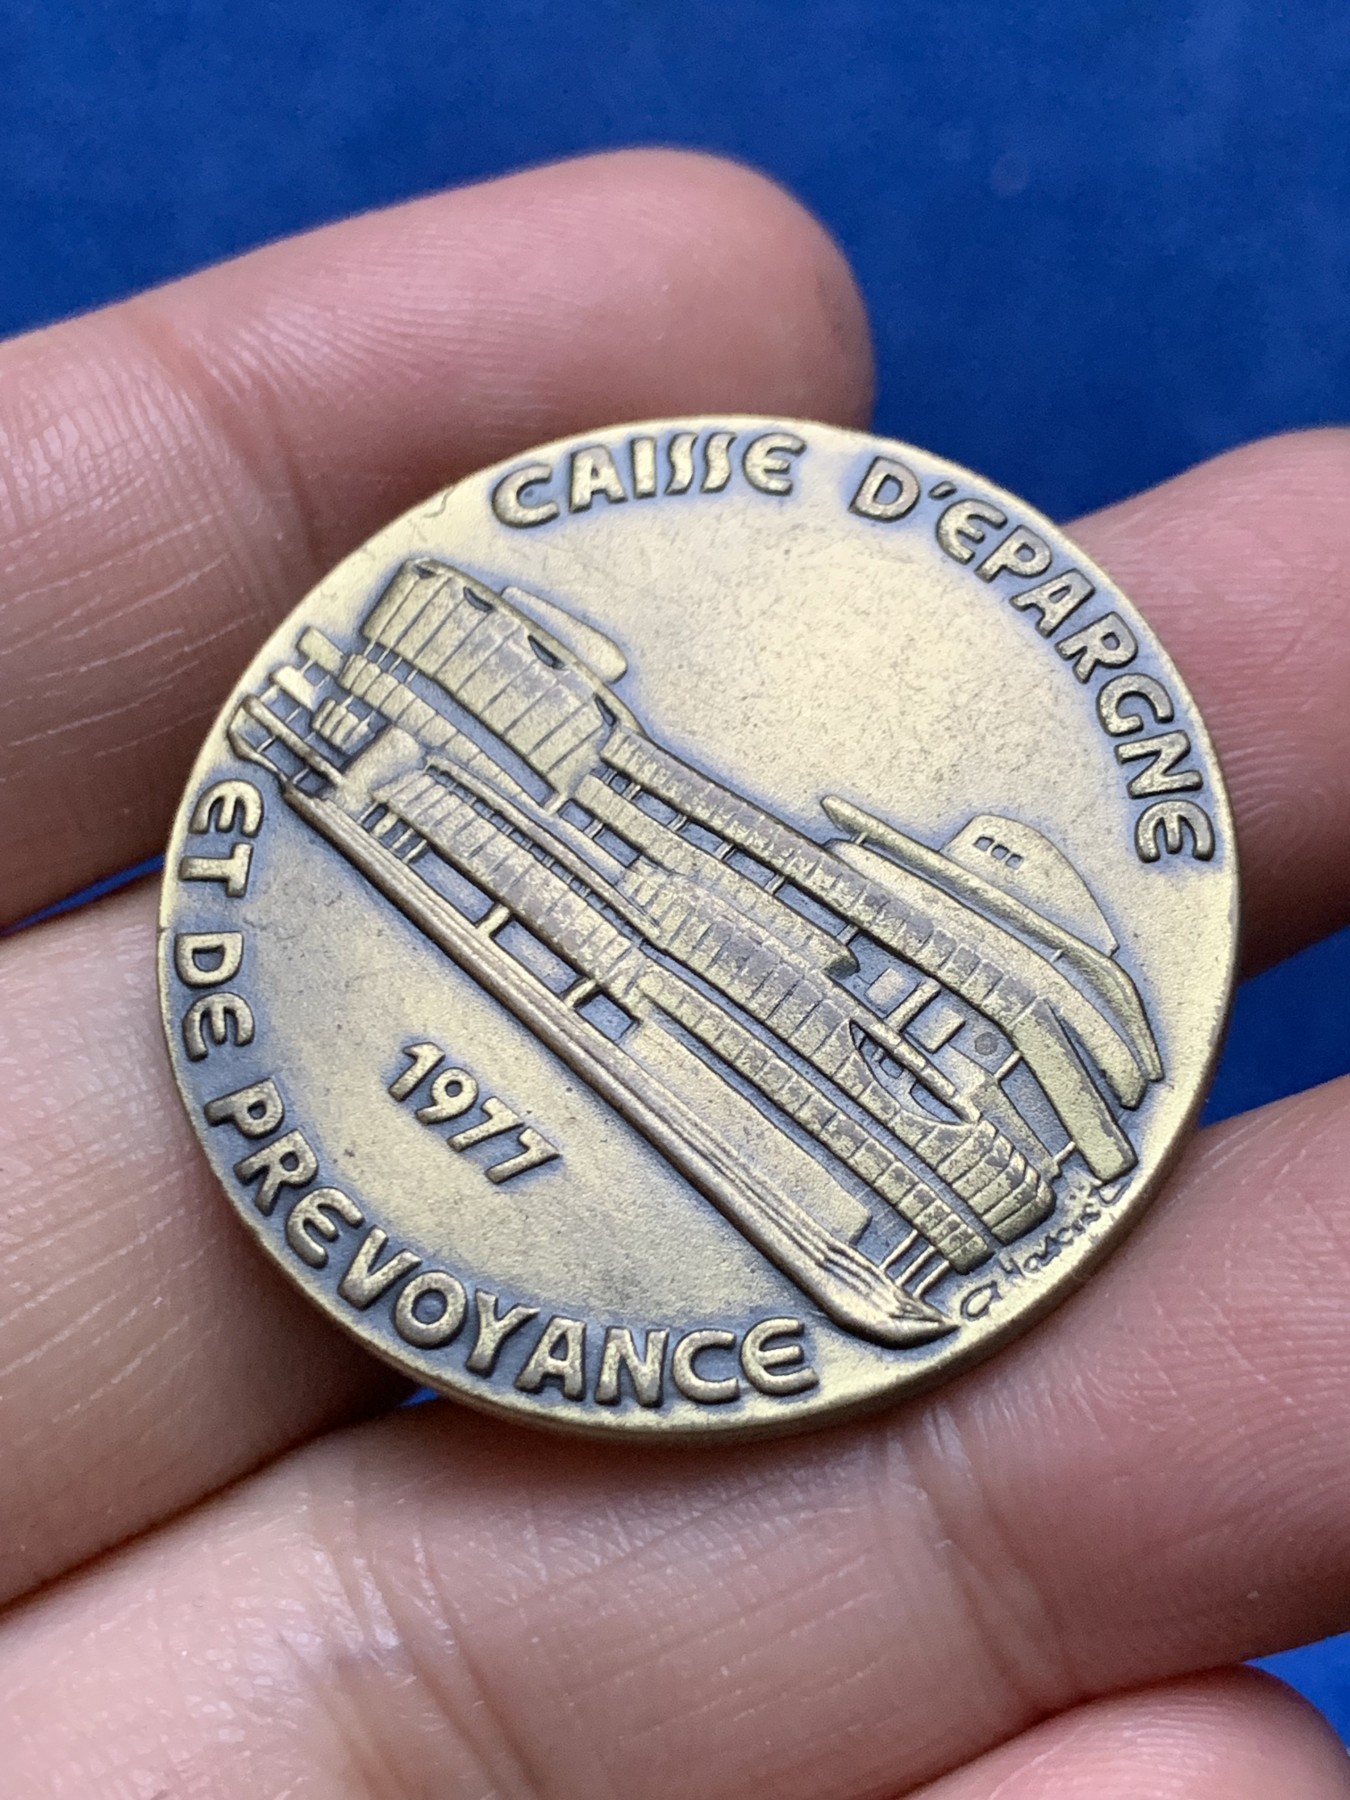 CAISSE D'EPARGNE
ET DE PREVOYANCE
1977